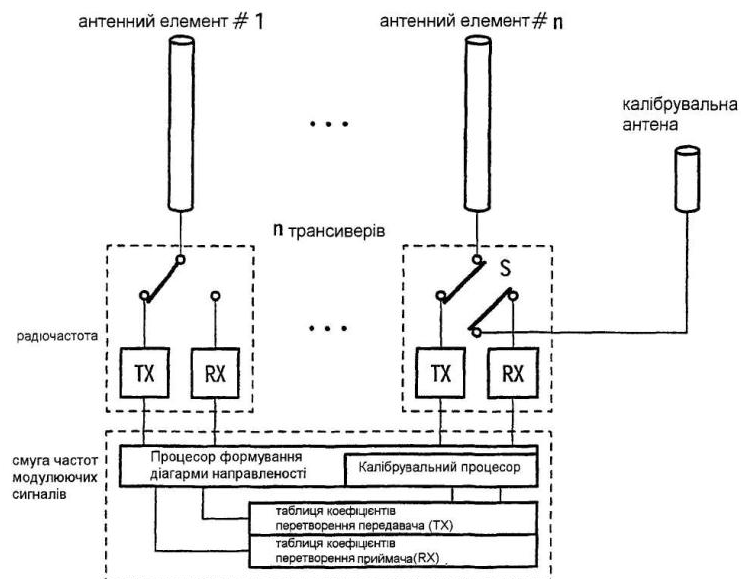 антенний елемент # 1
антенний елемент # n
калібрувальна
антена
n трансиверів
S
радіочастота
TX
RX
TX
RX
смуга частот
модулюючих
сигналів
Процесор формування
діагарми направленості
Калібрувальний процесор
таблиця коефіцієнтів
перетворення передавача (TX)
таблиця коефіцієнтів
перетворення приймача(RX)